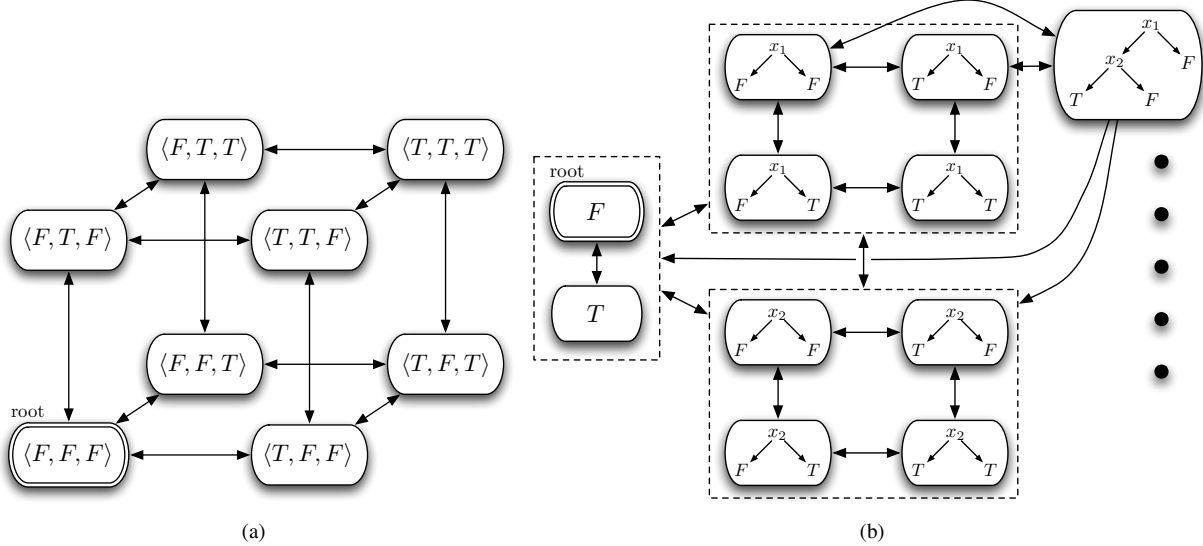 ⟨F, T, T⟩
⟨T, T, T⟩
⟨F, T, F⟩
⟨T, T, F⟩
⟨F, F, T⟩
⟨T, F, T⟩
root
⟨F, F, F⟩
⟨T, F, F⟩
(a)
root
F
T
x₁
F F
x₁
T F
x₁
F T
x₁
T T
x₂
F F
x₂
T F
x₂
F T
x₂
T T
x₁
x₂ F
T F
(b)